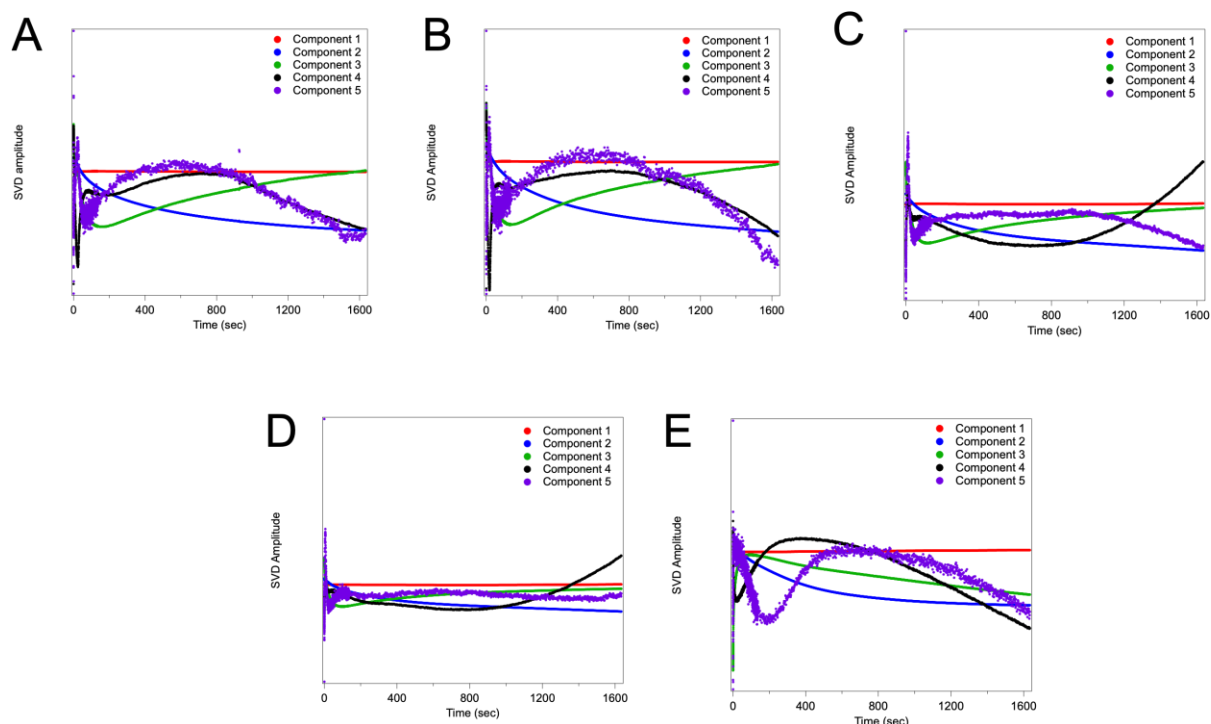 A
Component 1
Component 2
Component 3
Component 4
Component 5
SVD amplitude
0
400
800
1200
1600
Time (sec)
B
Component 1
Component 2
Component 3
Component 4
Component 5
SVD Amplitude
0
400
800
1200
1600
Time (sec)
C
Component 1
Component 2
Component 3
Component 4
Component 5
SVD Amplitude
0
400
800
1200
1600
Time (sec)
D
Component 1
Component 2
Component 3
Component 4
Component 5
SVD Amplitude
0
400
800
1200
1600
Time (sec)
E
Component 1
Component 2
Component 3
Component 4
Component 5
SVD Amplitude
0
400
800
1200
1600
Time (sec)